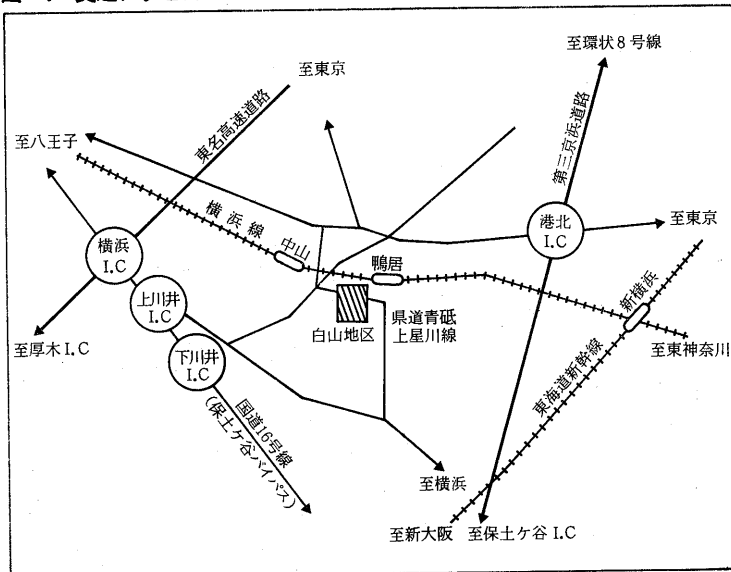 至環状8号線
至東京
東名高速道路
第三京浜道路
至八王子
横浜線
港北
I.C
至東京
横浜
I.C
中山
鴨居
新横浜
上川井
I.C
白山地区
県道青砥
上星川線
至厚木I.C
下川井
I.C
至東神奈川
東海道新幹線
国道16号線
(保土ケ谷バイパス)
至横浜
至新大阪
至保土ケ谷I.C